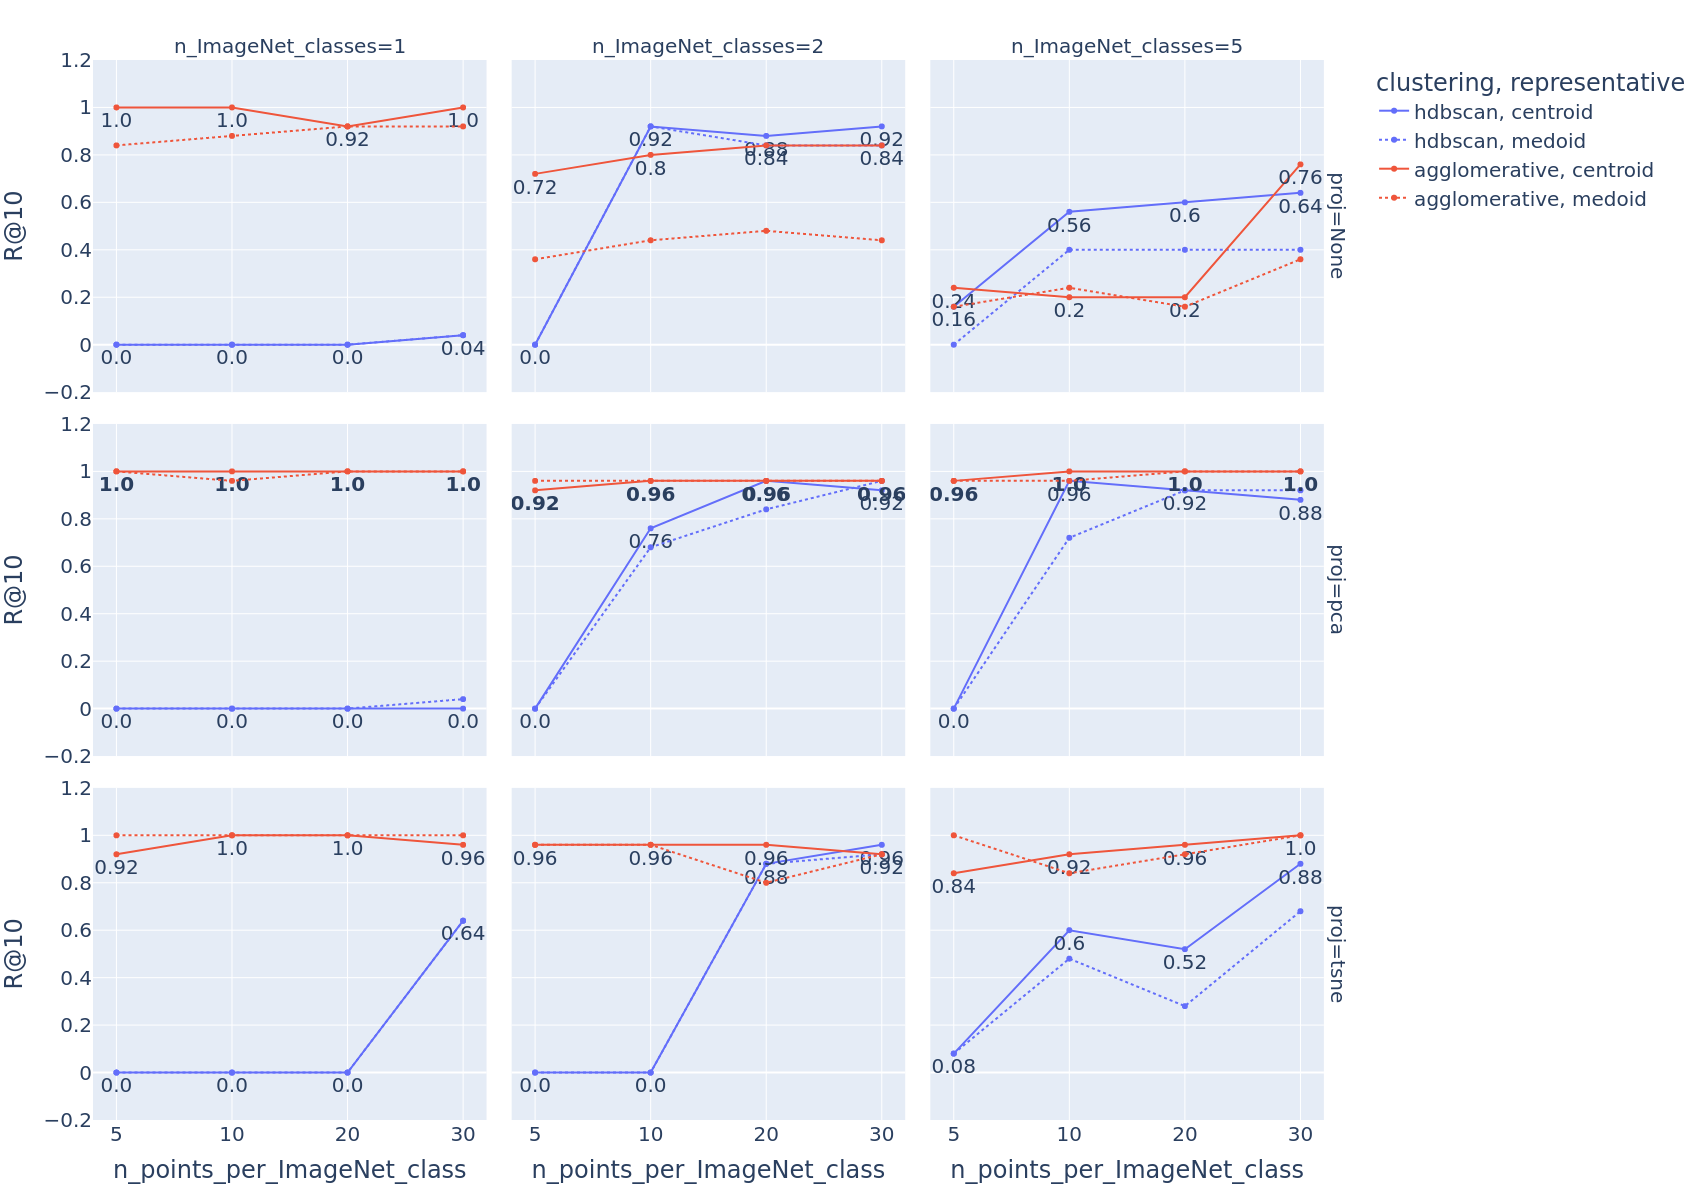 n_ImageNet_classes=1
n_ImageNet_classes=2
n_ImageNet_classes=5
clustering, representative
hdbscan, centroid
hdbscan, medoid
agglomerative, centroid
agglomerative, medoid
R@10
1.2
1
0.8
0.6
0.4
0.2
0
−0.2
1.0 1.0 0.92 1.0
0.0 0.0 0.0 0.04
0.92 0.88 0.92
0.72 0.8 0.84 0.84
0.0
0.76
0.56 0.6 0.64
0.24 0.2 0.2
0.16
proj=None
R@10
1.2
1
0.8
0.6
0.4
0.2
0
−0.2
1.0 1.0 1.0 1.0
0.0 0.0 0.0 0.0
0.92 0.96 0.96 0.96
0.0 0.76 0.96 0.92
0.96 1.0 1.0 1.0
0.0 0.96 0.92 0.88
proj=pca
R@10
1.2
1
0.8
0.6
0.4
0.2
0
−0.2
0.92 1.0 1.0 0.96
0.0 0.0 0.0 0.64
0.96 0.96 0.96 0.92
0.0 0.0 0.88 0.96
0.84 0.92 0.96 1.0
0.08 0.6 0.52 0.88
proj=tsne
5 10 20 30
5 10 20 30
5 10 20 30
n_points_per_ImageNet_class
n_points_per_ImageNet_class
n_points_per_ImageNet_class